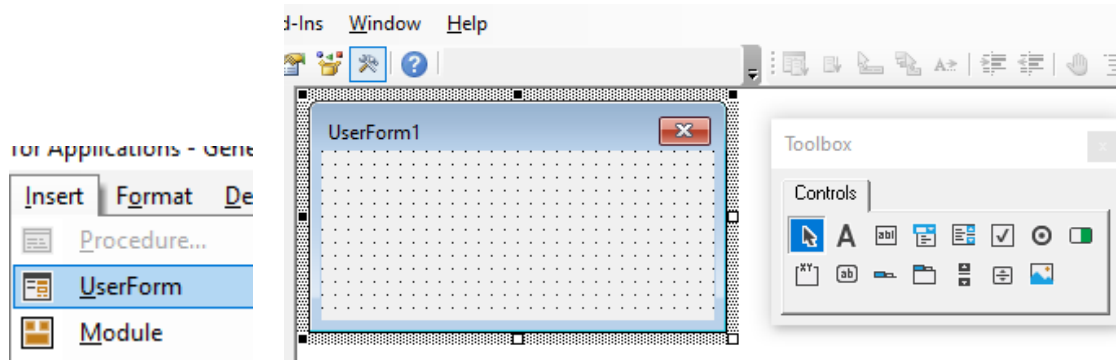 d-Ins Window Help
UserForm1
Toolbox
Controls
for Applications - Gene
Insert Format De
Procedure...
UserForm
Module